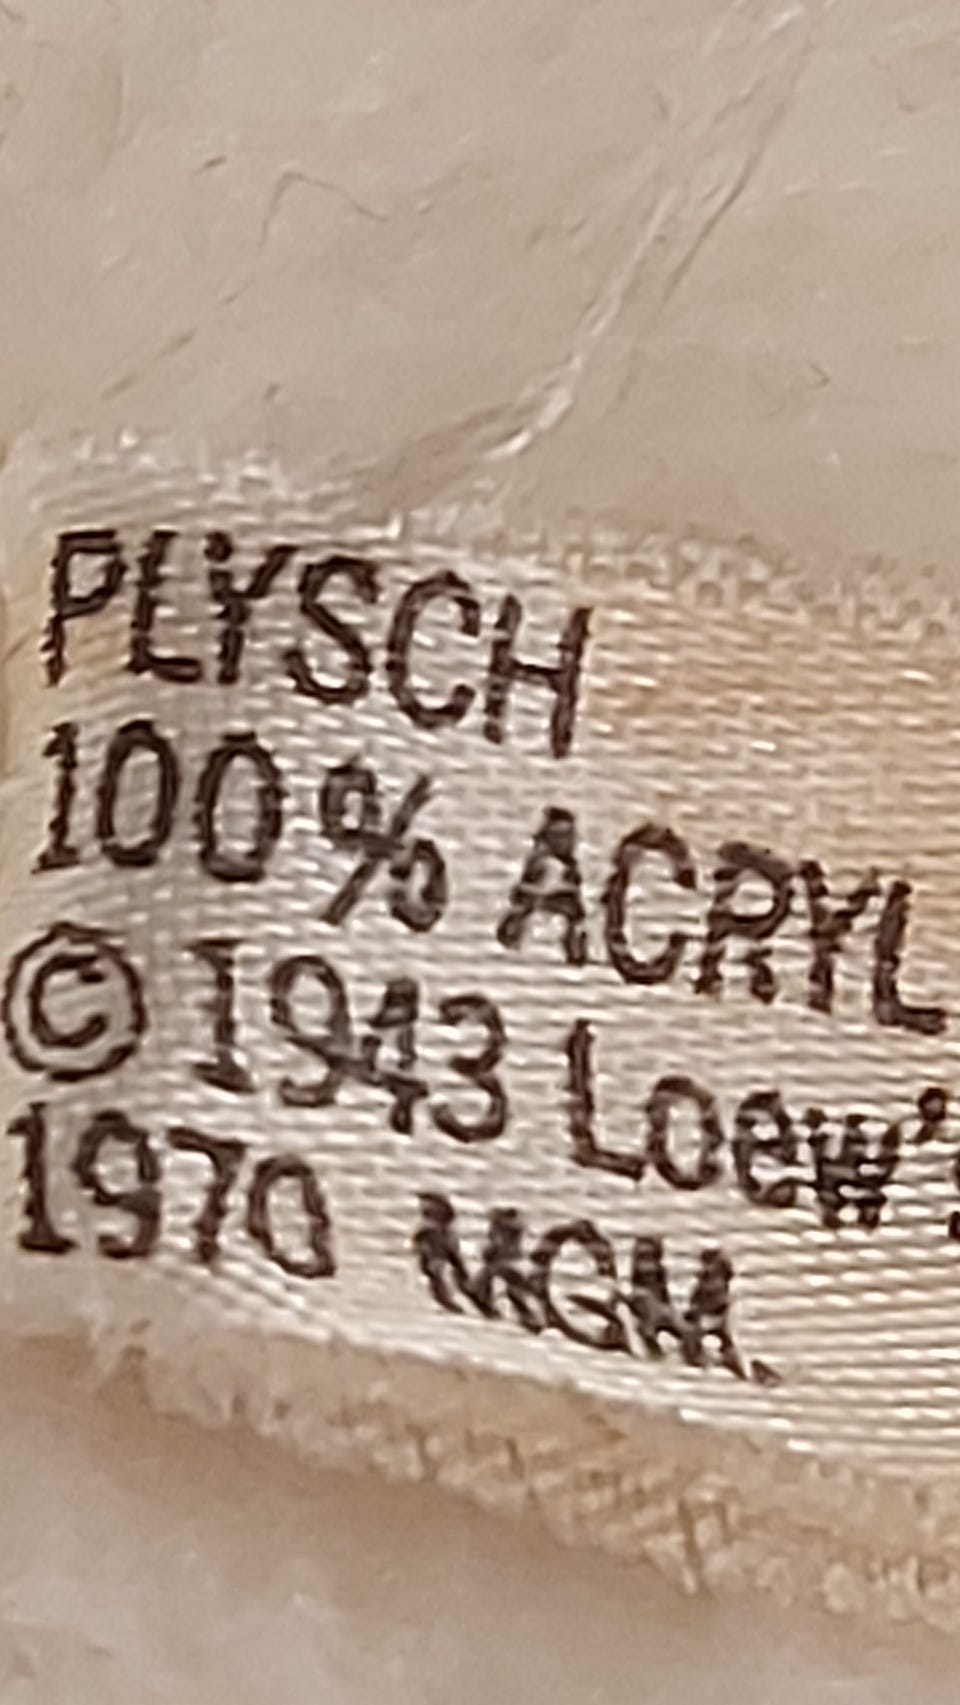 PLYSCH
100% ACRYL
© 1943 Loew's
1970 MGM.